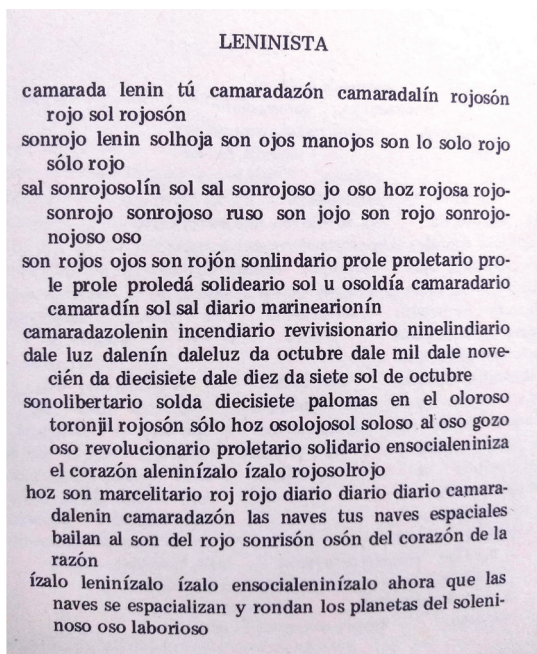 LENINISTA
camarada lenin tú camaradazón camaradalín rojosón
rojo sol rojosón
sonrojo lenin solhoja son ojos manojos son lo solo rojo
sólo rojo
sal sonrojosolín sol sal sonrojoso jo oso hoz rojosa rojo-
sonrojo sonrojoso ruso son jojo son rojo sonrojo-
nojoso oso
son rojos ojos son rojón sonlindario prole proletario pro-
le prole proledá solideario sol u osoldía camaradario
camaradín sol sal diario marinearionín
camaradazolenin incendiario revivisionario ninelindiario
dale luz dalenín daleluz da octubre dale mil dale nove-
cién da diecisiete dale diez da siete sol de octubre
sonolibertario solda diecisiete palomas en el oloroso
toronjil rojosón sólo hoz osolojosol soloso al oso gozo
oso revolucionario proletario solidario ensocialeniniza
el corazón aleninízalo ízalo rojosolrojo
hoz son marcelitario roj rojo diario diario diario camara-
dalenin camaradazón las naves tus naves espaciales
bailan al son del rojo sonrisón osón del corazón de la
razón
ízalo leninízalo ízalo ensocialeninízalo ahora que las
naves se espacializan y rondan los planetas del soleni-
noso oso laborioso